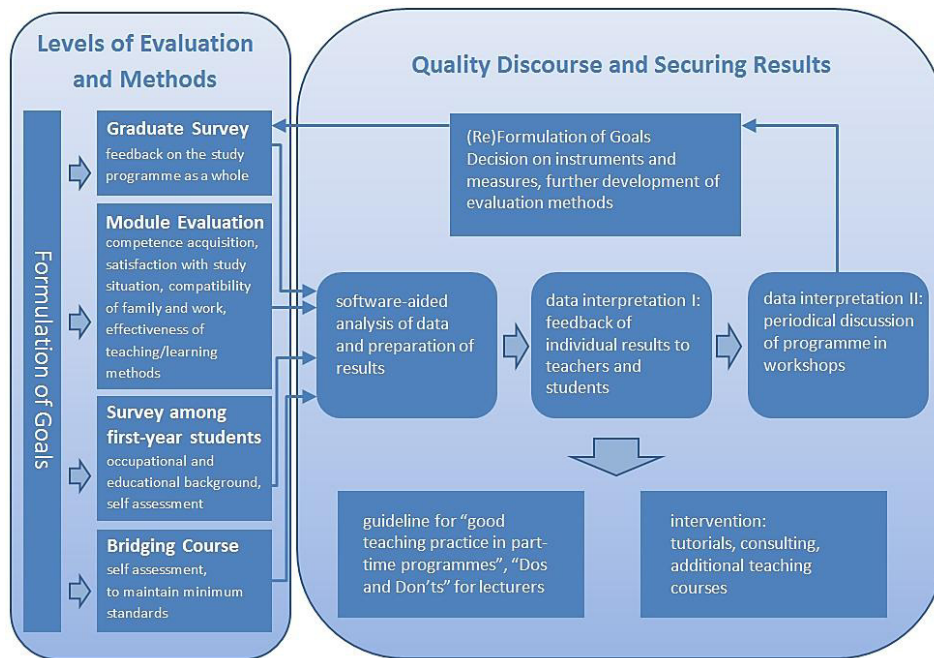 Levels of Evaluation
and Methods
Formulation of Goals
Graduate Survey
feedback on the study
programme as a whole
Module Evaluation
competence acquisition,
satisfaction with study
situation, compatibility
of family and work,
effectiveness of
teaching/learning
methods
Survey among
first-year students
occupational and
educational background,
self assessment
Bridging Course
self assessment,
to maintain minimum
standards
Quality Discourse and Securing Results
(Re)Formulation of Goals
Decision on instruments and
measures, further development of
evaluation methods
software-aided
analysis of data
and preparation of
results
data interpretation I:
feedback of
individual results to
teachers and
students
data interpretation II:
periodical discussion
of programme in
workshops
guideline for “good
teaching practice in part-
time programmes”, “Dos
and Don’ts” for lecturers
intervention:
tutorials, consulting,
additional teaching
courses